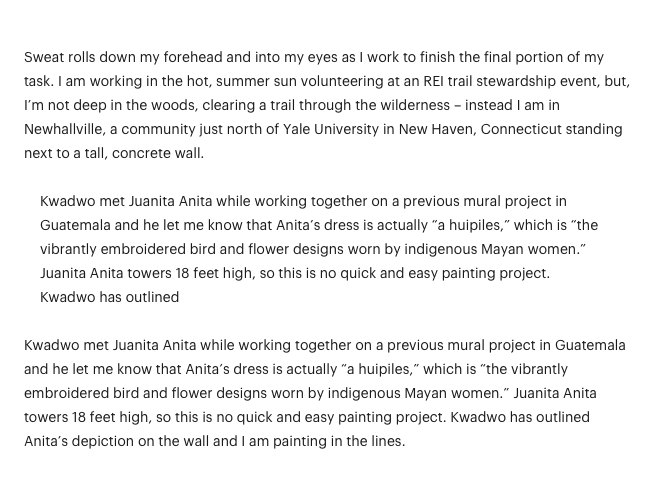 Sweat rolls down my forehead and into my eyes as I work to finish the final portion of my
task. I am working in the hot, summer sun volunteering at an REI trail stewardship event, but,
I’m not deep in the woods, clearing a trail through the wilderness – instead I am in
Newhallville, a community just north of Yale University in New Haven, Connecticut standing
next to a tall, concrete wall.
Kwadwo met Juanita Anita while working together on a previous mural project in
Guatemala and he let me know that Anita’s dress is actually “a huipiles,” which is “the
vibrantly embroidered bird and flower designs worn by indigenous Mayan women.”
Juanita Anita towers 18 feet high, so this is no quick and easy painting project.
Kwadwo has outlined
Kwadwo met Juanita Anita while working together on a previous mural project in Guatemala
and he let me know that Anita’s dress is actually “a huipiles,” which is “the vibrantly
embroidered bird and flower designs worn by indigenous Mayan women.” Juanita Anita
towers 18 feet high, so this is no quick and easy painting project. Kwadwo has outlined
Anita’s depiction on the wall and I am painting in the lines.